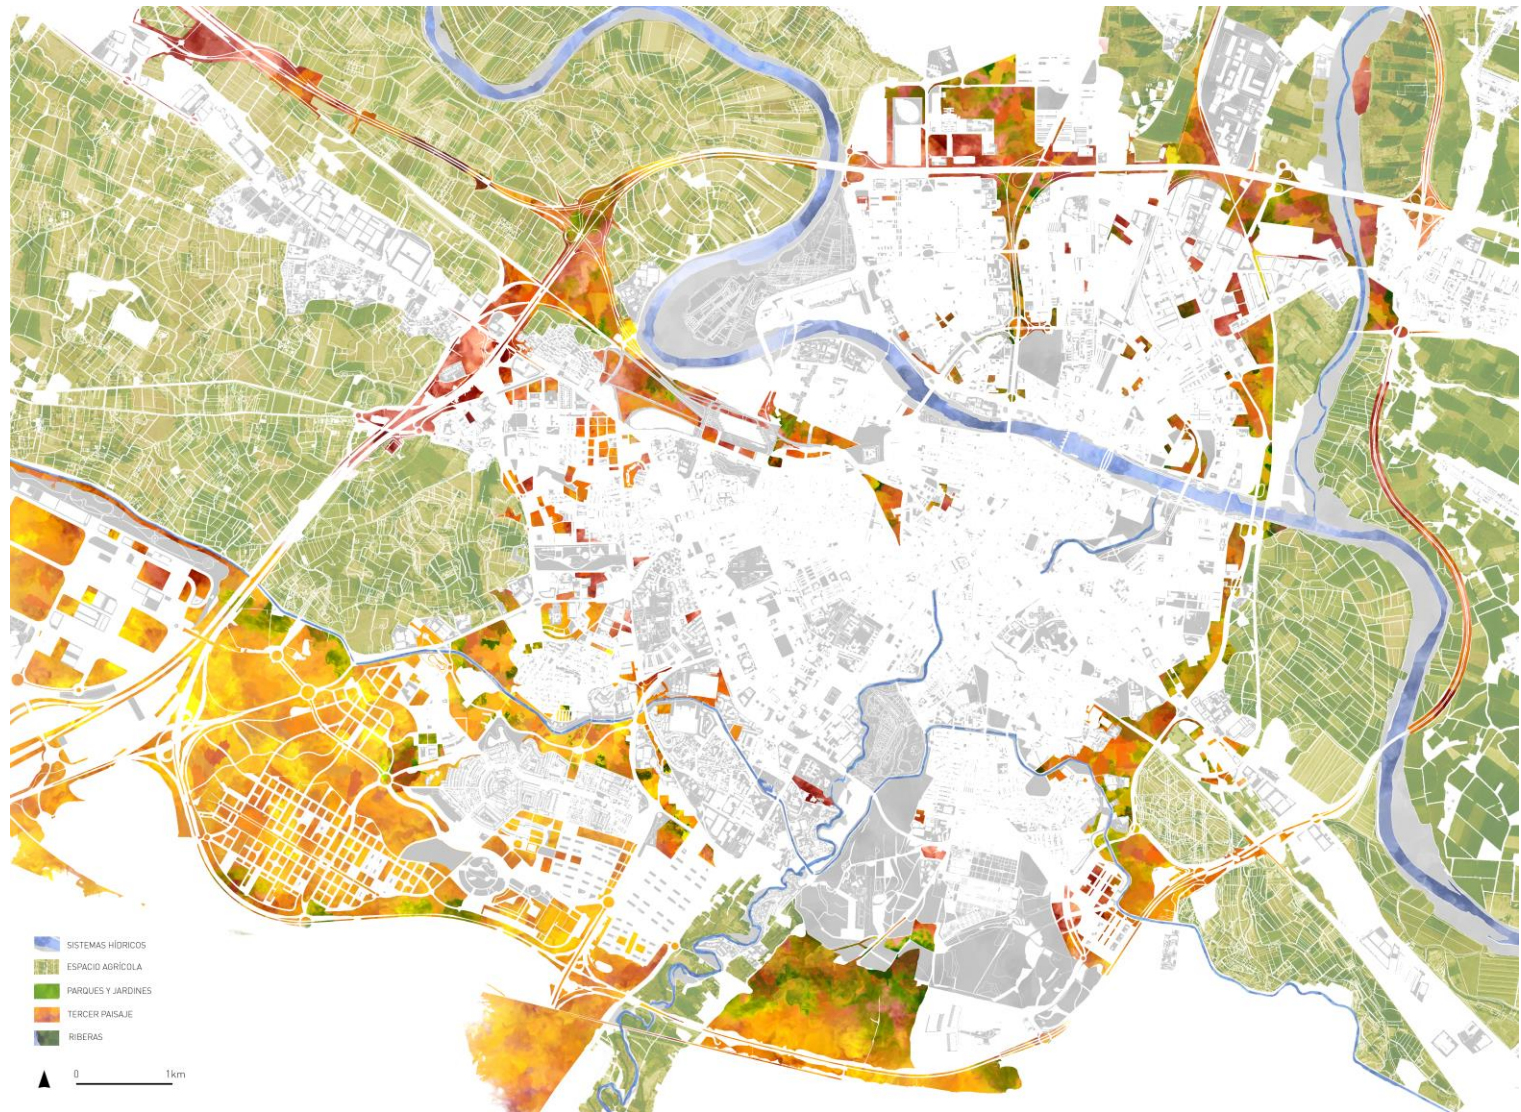 SISTEMAS HÍDRICOS
ESPACIO AGRÍCOLA
PARQUES Y JARDINES
TERCER PAISAJE
RIBERAS
0 1km